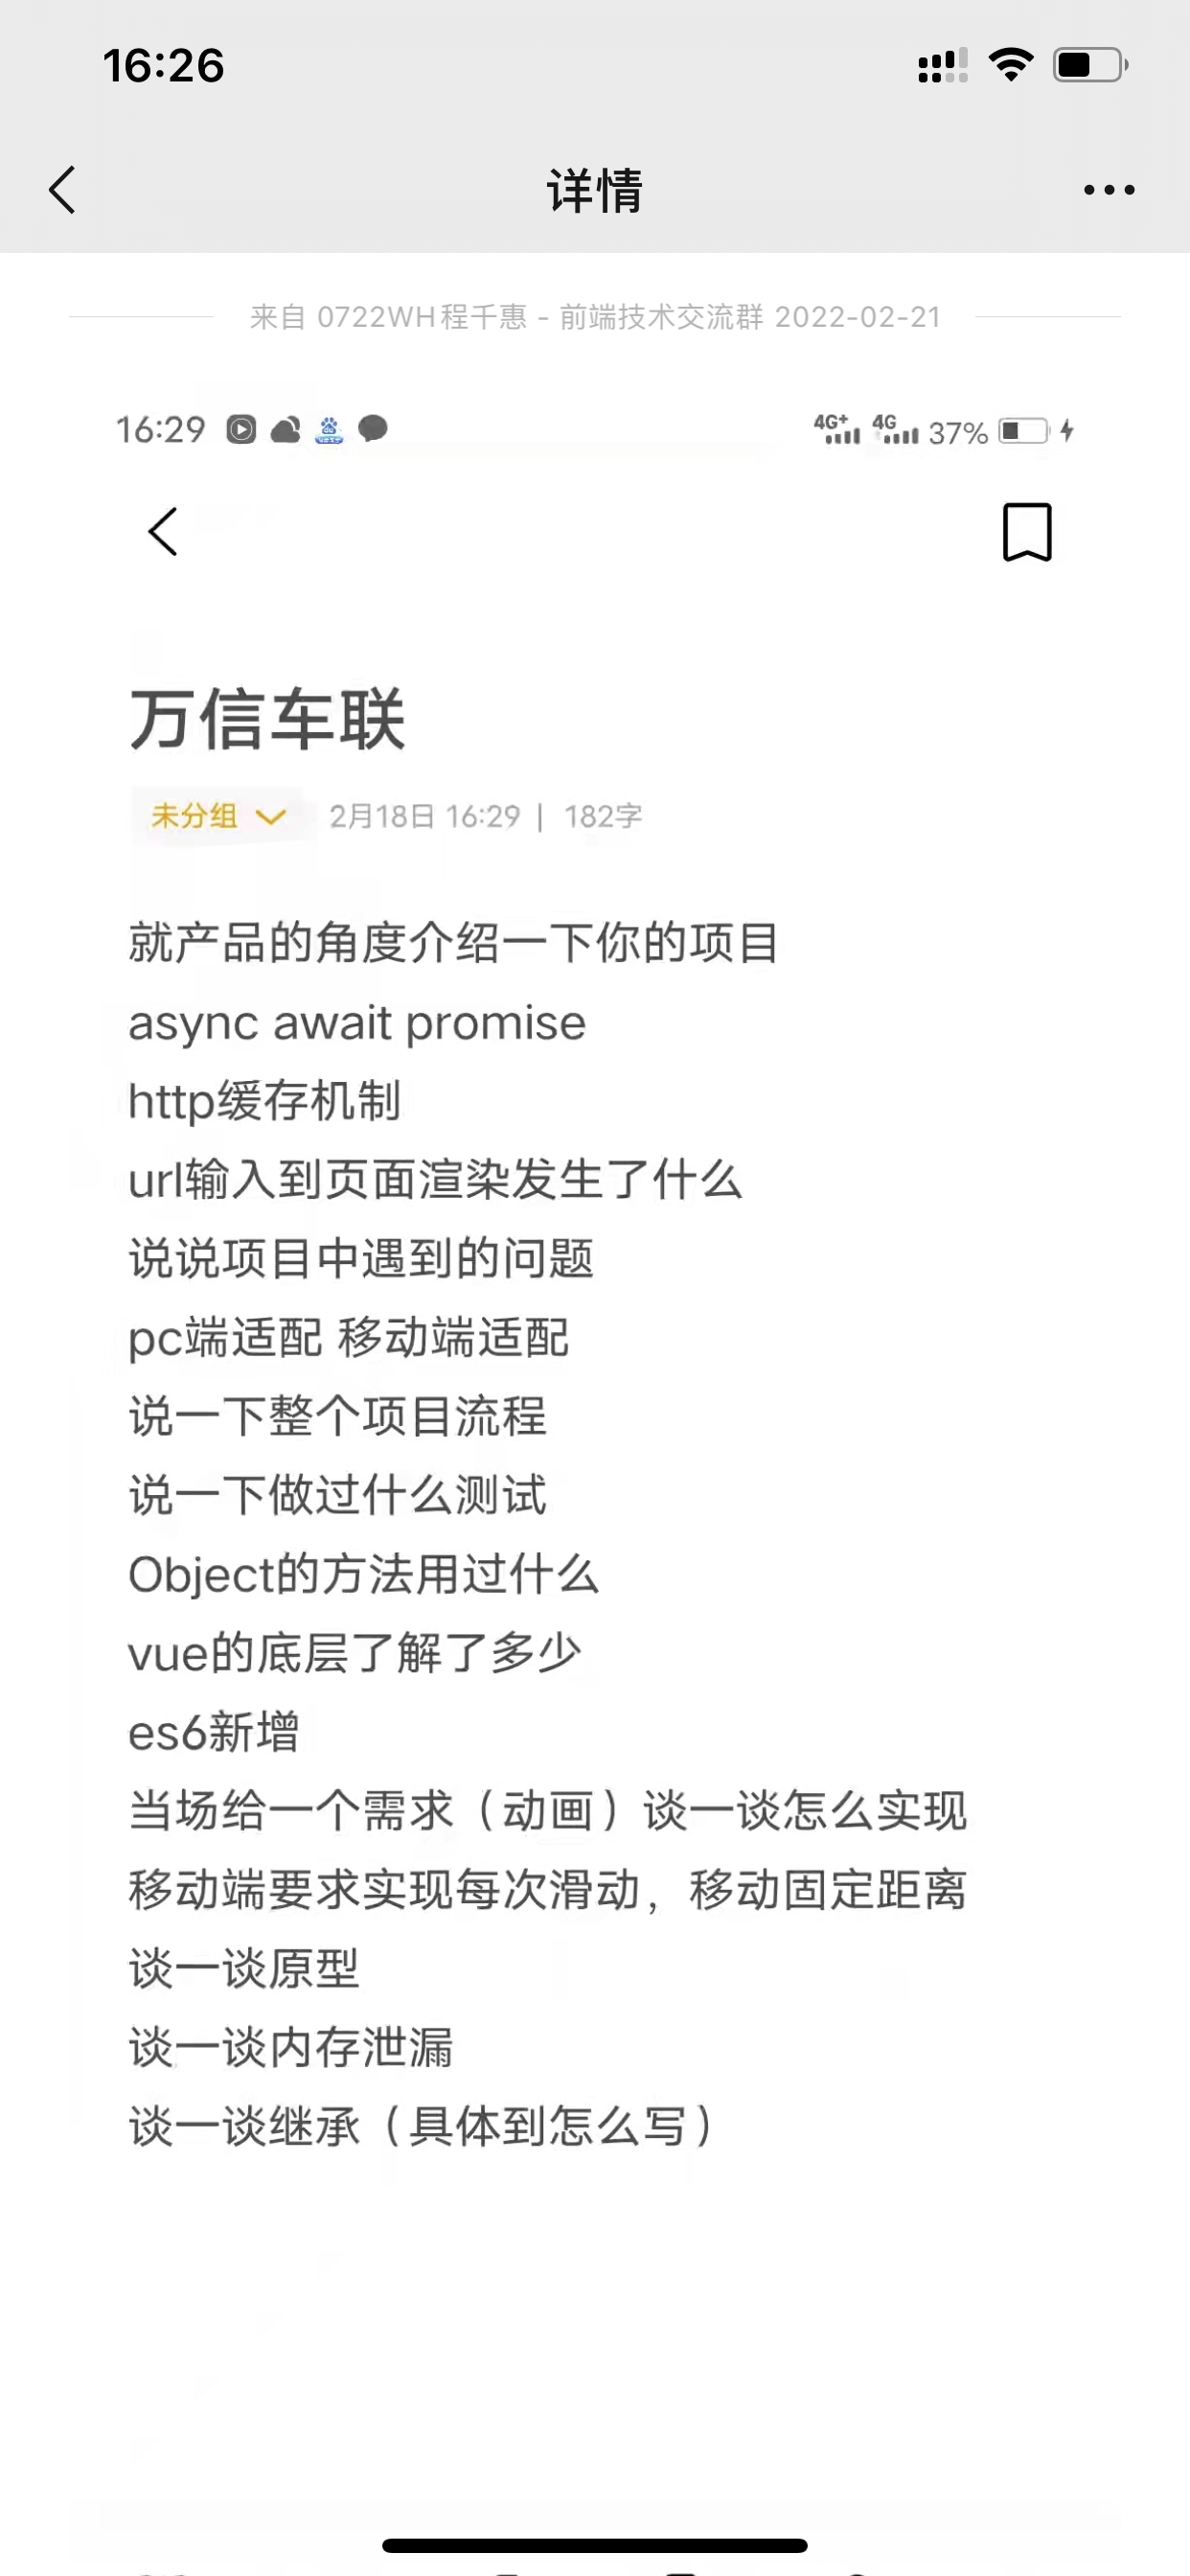 16:26
详情
来自 0722WH程千惠 - 前端技术交流群 2022-02-21
16:29 4G+ 4G 37%
万信车联
未分组 2月18日 16:29 | 182字
就产品的角度介绍一下你的项目
async await promise
http缓存机制
url输入到页面渲染发生了什么
说说项目中遇到的问题
pc端适配 移动端适配
说一下整个项目流程
说一下做过什么测试
Object的方法用过什么
vue的底层了解了多少
es6新增
当场给一个需求（动画）谈一谈怎么实现
移动端要求实现每次滑动，移动固定距离
谈一谈原型
谈一谈内存泄漏
谈一谈继承（具体到怎么写）